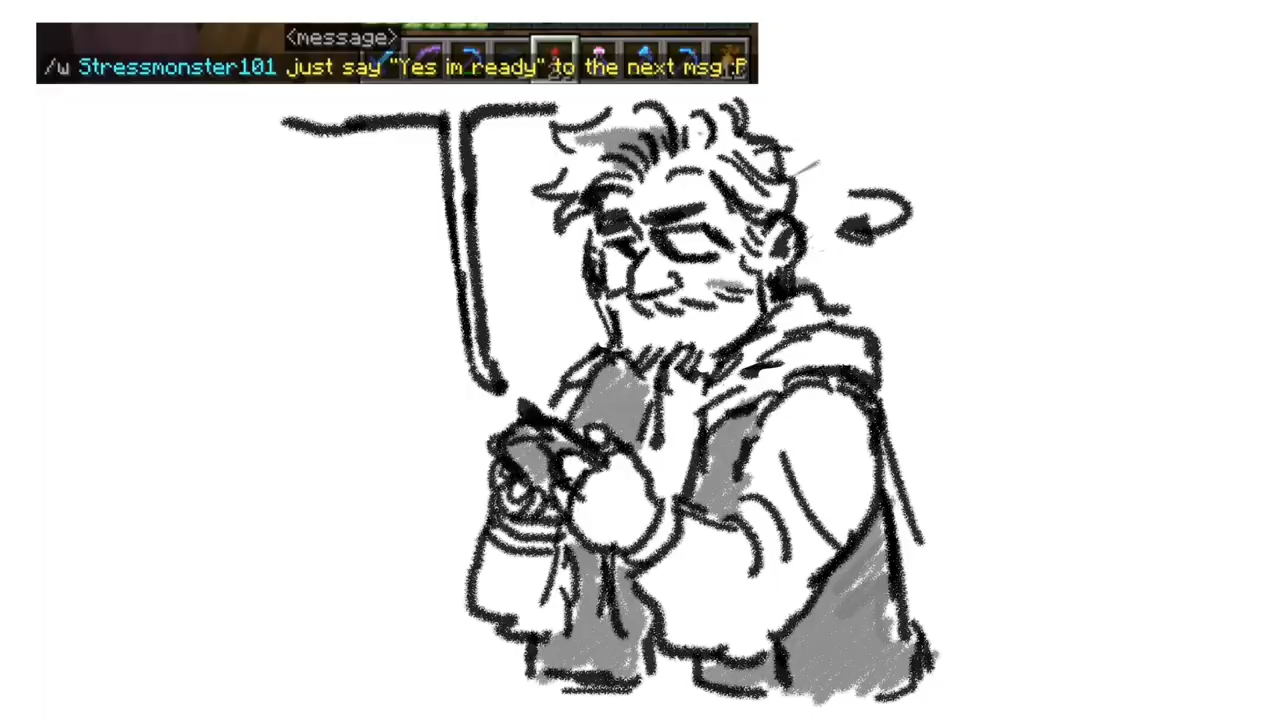 <message>
/w Stressmonster101 just say "Yes im ready" to the next msg :P